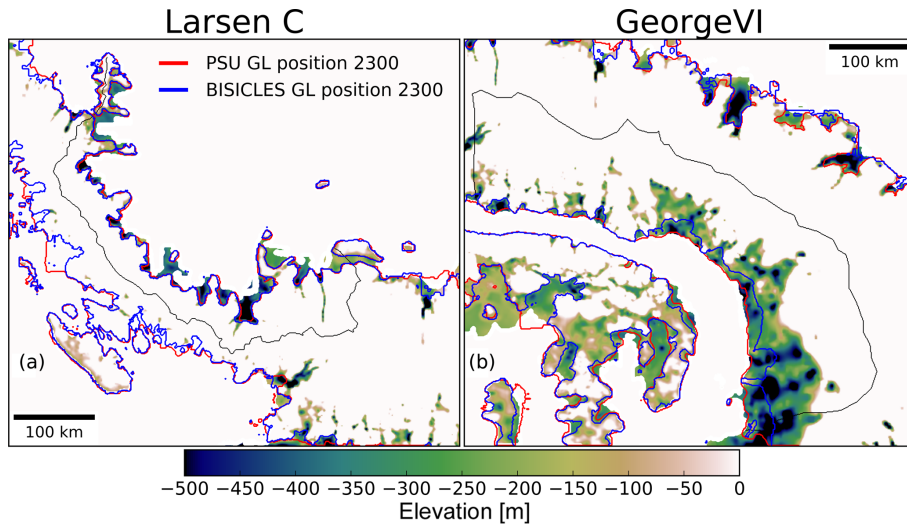 Larsen C
GeorgeVI
PSU GL position 2300
BISICLES GL position 2300
100 km
(a)
(b)
100 km
−500 −450 −400 −350 −300 −250 −200 −150 −100 −50 0
Elevation [m]